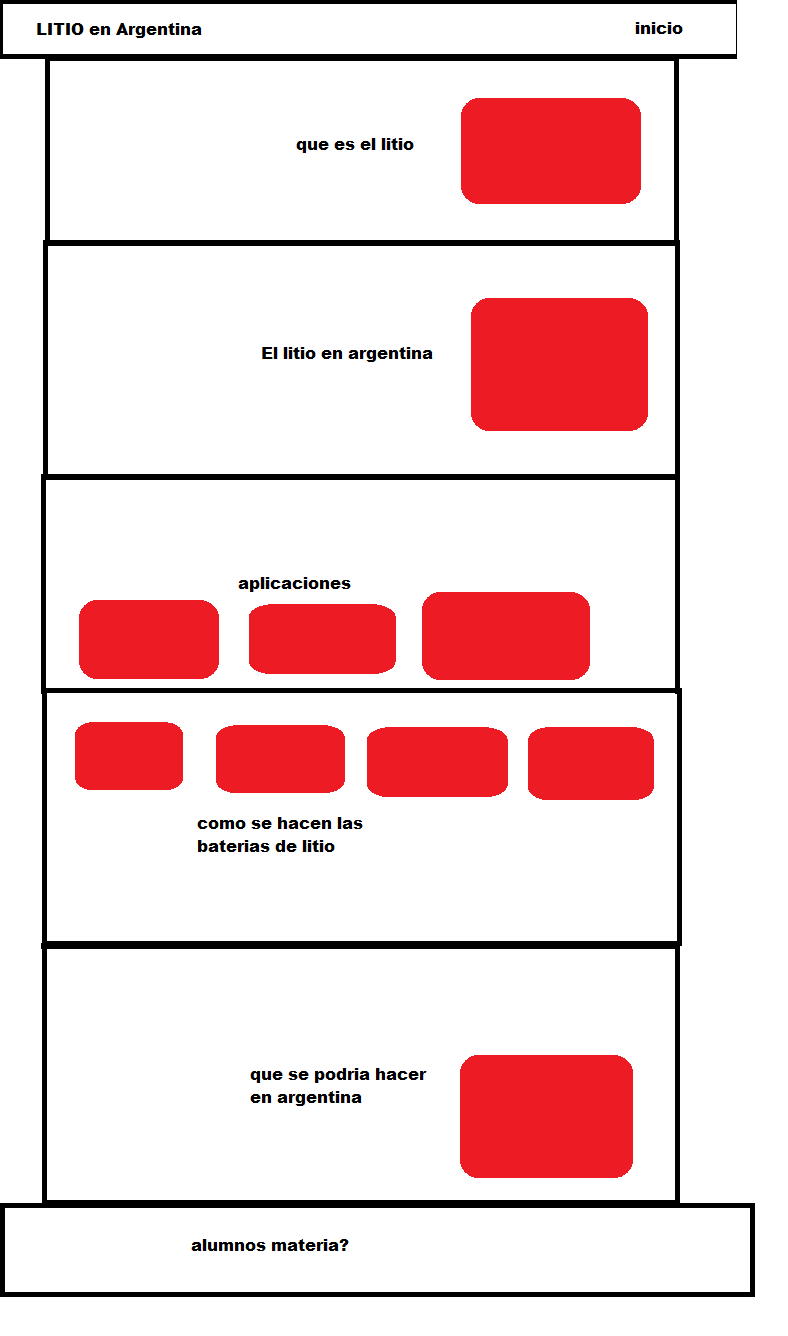 LITIO en Argentina
inicio
que es el litio
El litio en argentina
aplicaciones
como se hacen las
baterias de litio
que se podria hacer
en argentina
alumnos materia?